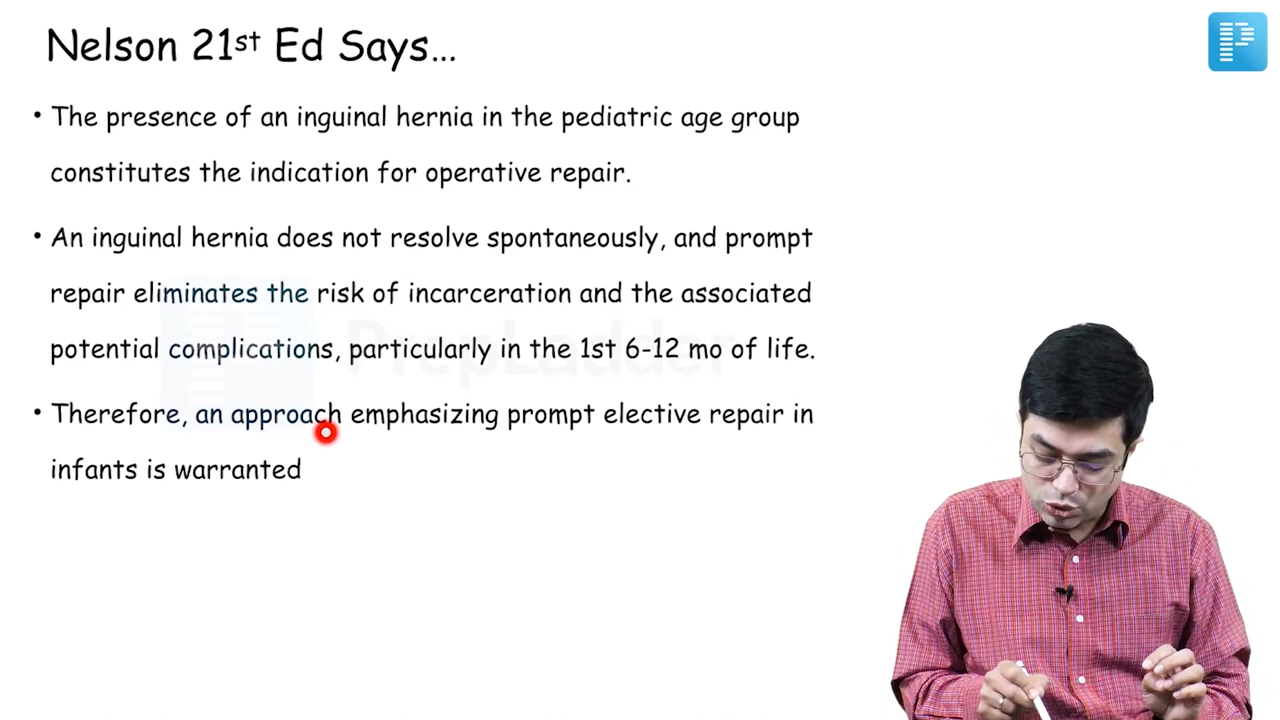 Nelson 21st Ed Says...
• The presence of an inguinal hernia in the pediatric age group
constitutes the indication for operative repair.
• An inguinal hernia does not resolve spontaneously, and prompt
repair eliminates the risk of incarceration and the associated
potential complications, particularly in the 1st 6-12 mo of life.
• Therefore, an approach emphasizing prompt elective repair in
infants is warranted
PrepLadder